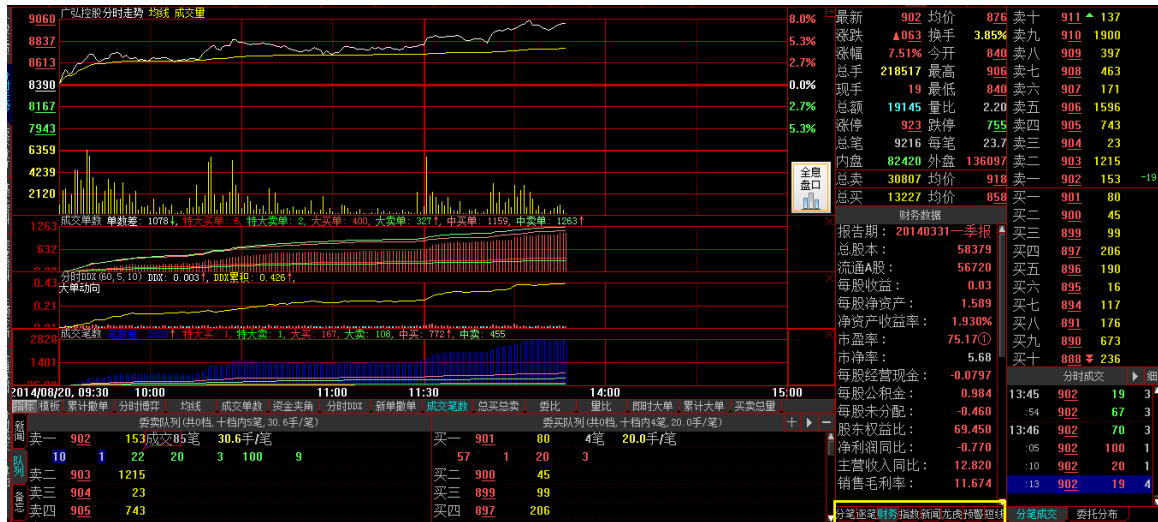 广弘控股分时走势 均线 成交量
9060 8.0%
8837 5.3%
8613 2.7%
8390 0.0%
8167 2.7%
7943 5.3%
6359
4239
2120
全息
盘口
成交单数 单数差: 1078↓, 特大买单: 8, 特大卖单: 2, 大买单: 400, 大卖单: 327↑, 中买单: 1159, 中卖单: 1263↑
1263
632
分时DDX(60,5,10) DDX: 0.003↑, DDX累积: 0.426↑,
0.43 大单动向
0.21
成交笔数 特大买: 1, 特大卖: 1, 大买: 167, 大卖: 108, 中买: 772↑, 中卖: 455
2828
1401
2014/08/20, 09:30 10:00 11:00 11:30 14:00 15:00
指标 模板 累计撤单 分时博弈 均线 成交单数 资金夹角 分时DDX 新单撤单 成交笔数 总买总卖 委比 量比 即时大单 累计大单 买卖总量
新闻
队列
备忘
委卖队列(共0档,十档内5笔,30.6手/笔) 委买队列(共0档,十档内4笔,20.0手/笔)
卖一 902 153成交85笔 30.6手/笔 买一 901 80 4笔 20.0手/笔
10 1 22 20 3 100 9 57 1 20 3
卖二 903 1215 买二 900 45
卖三 904 23 买三 899 99
卖四 905 743 买四 897 206
最新 902 均价 876
涨跌 ▲063 换手 3.85%
涨幅 7.51% 今开 840
总手 218517 最高 906
现手 19 最低 840
总额 19145 量比 2.20
涨停 923 跌停 755
总笔 9216 每笔 23.7
内盘 82420 外盘 136097
总卖 30807 均价 918
总买 13227 均价 858
财务数据
报告期: 20140331一季报
总股本: 58379
流通A股: 56720
每股收益: 0.03
每股净资产: 1.589
净资产收益率: 1.930%
市盈率: 75.17①
市净率: 5.68
每股经营现金: -0.0797
每股公积金: 0.984
每股未分配: -0.460
股东权益比: 69.450
净利润同比: -0.770
主营收入同比: 12.820
销售毛利率: 11.674
分笔逐笔财务指数新闻龙虎预警短线
卖十 911 137
卖九 910 1900
卖八 909 397
卖七 908 463
卖六 907 171
卖五 906 1596
卖四 905 743
卖三 904 23
卖二 903 1215
卖一 902 153 -19
买一 901 80
买二 900 45
买三 899 99
买四 897 206
买五 896 190
买六 895 16
买七 894 117
买八 891 176
买九 890 673
买十 888 236
分时成交 细
13:45 902 19 3
:54 902 67 3
13:46 902 70 3
:05 902 100 1
:10 902 20 1
:13 902 19 4
分笔成交 委托分布